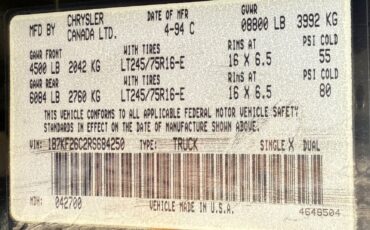 MFD BY CHRYSLER CANADA LTD. DATE OF MFR 4-94 C GVWR 08800 LB 3992 KG
GAWR FRONT WITH TIRES RIMS AT PSI COLD
4500 LB 2042 KG LT245/75R16-E 16 X 6.5 55
GAWR REAR WITH TIRES RIMS AT PSI COLD
6084 LB 2760 KG LT245/75R16-E 16 X 6.5 80
THIS VEHICLE CONFORMS TO ALL APPLICABLE FEDERAL MOTOR VEHICLE SAFETY
STANDARDS IN EFFECT ON THE DATE OF MANUFACTURE SHOWN ABOVE.
VIN: 1B7KF26C2RS684250 TYPE: TRUCK SINGLE X DUAL
MDH: 042700 VEHICLE MADE IN U.S.A. 4648504